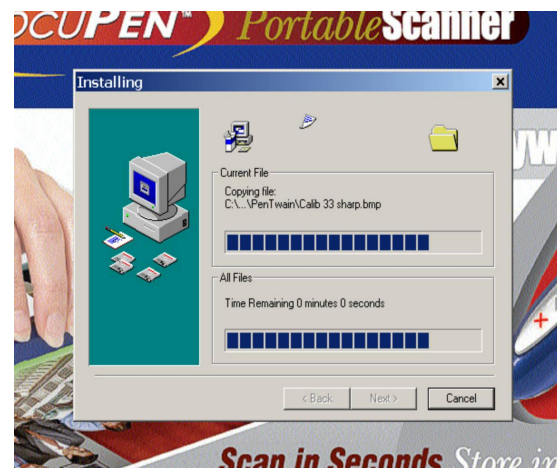 OCUPEN™ PortableScanner
Installing
Current File
Copying file:
C:\...\PenTwain\Calib 33 sharp.bmp
All Files
Time Remaining 0 minutes 0 seconds
< Back Next > Cancel
Scan in Seconds Store in